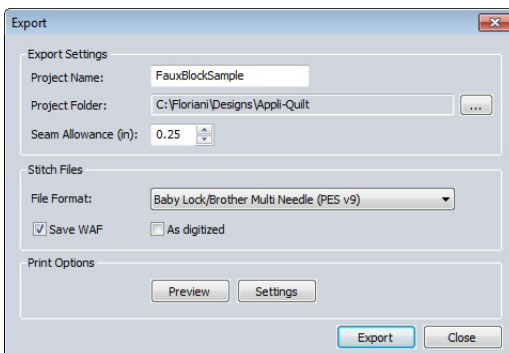 Export
Export Settings
Project Name: FauxBlockSample
Project Folder: C:\Floriani\Designs\Appli-Quilt ...
Seam Allowance (in): 0.25
Stitch Files
File Format: Baby Lock/Brother Multi Needle (PES v9)
Save WAF As digitized
Print Options
Preview Settings
Export Close